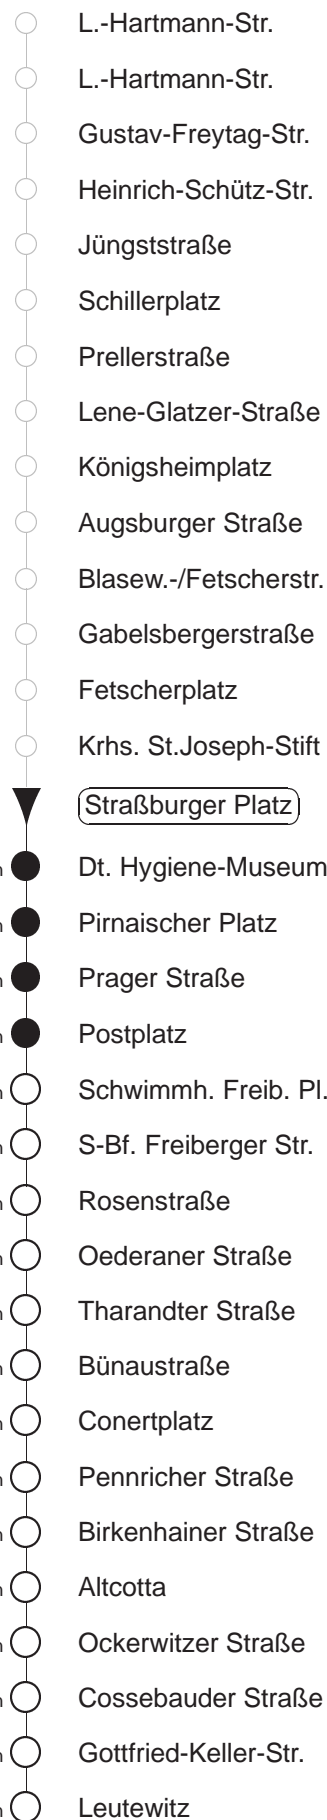 L.-Hartmann-Str.
L.-Hartmann-Str.
Gustav-Freytag-Str.
Heinrich-Schütz-Str.
Jüngststraße
Schillerplatz
Prellerstraße
Lene-Glatzer-Straße
Königsheimplatz
Augsburger Straße
Blasew.-/Fetscherstr.
Gabelsbergerstraße
Fetscherplatz
Krhs. St.Joseph-Stift
Straßburger Platz
Dt. Hygiene-Museum
Pirnaischer Platz
Prager Straße
Postplatz
Schwimmh. Freib. Pl.
S-Bf. Freiberger Str.
Rosenstraße
Oederaner Straße
Tharandter Straße
Bünaustraße
Conertplatz
Pennricher Straße
Birkenhainer Straße
Altcotta
Ockerwitzer Straße
Cossebauder Straße
Gottfried-Keller-Str.
Leutewitz